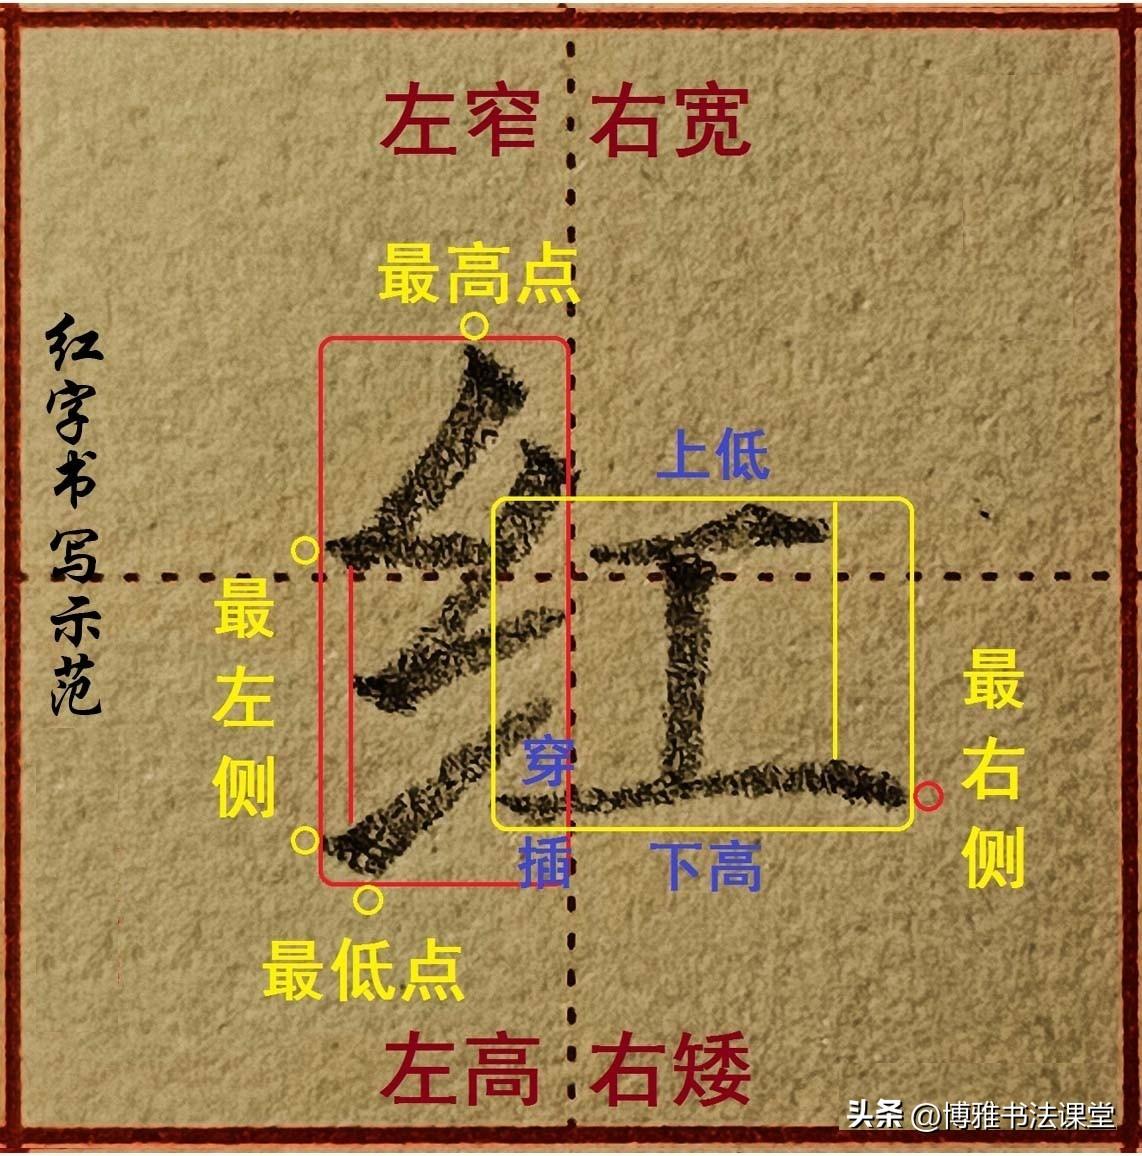 左窄 右宽
最高点
红字书写示范
红
上低
最左侧
最右侧
穿插
下高
最低点
左高 右矮
头条 @博雅书法课堂